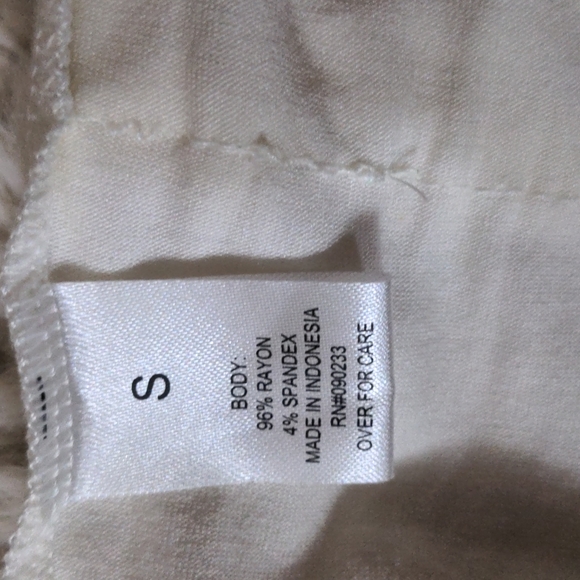 S
BODY:
96% RAYON
4% SPANDEX
MADE IN INDONESIA
RN#090233
OVER FOR CARE